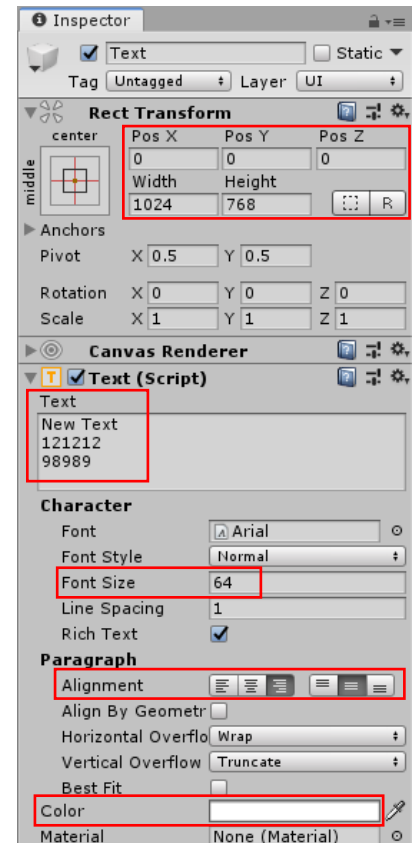 Inspector
Text Static
Tag Untagged Layer UI
Rect Transform
center Pos X Pos Y Pos Z
middle 0 0 0
Width Height
1024 768 R
Anchors
Pivot X 0.5 Y 0.5
Rotation X 0 Y 0 Z 0
Scale X 1 Y 1 Z 1
Canvas Renderer
T Text (Script)
Text
New Text
121212
98989
Character
Font Arial
Font Style Normal
Font Size 64
Line Spacing 1
Rich Text
Paragraph
Alignment
Align By Geometr
Horizontal Overflo Wrap
Vertical Overflow Truncate
Best Fit
Color
Material None (Material)